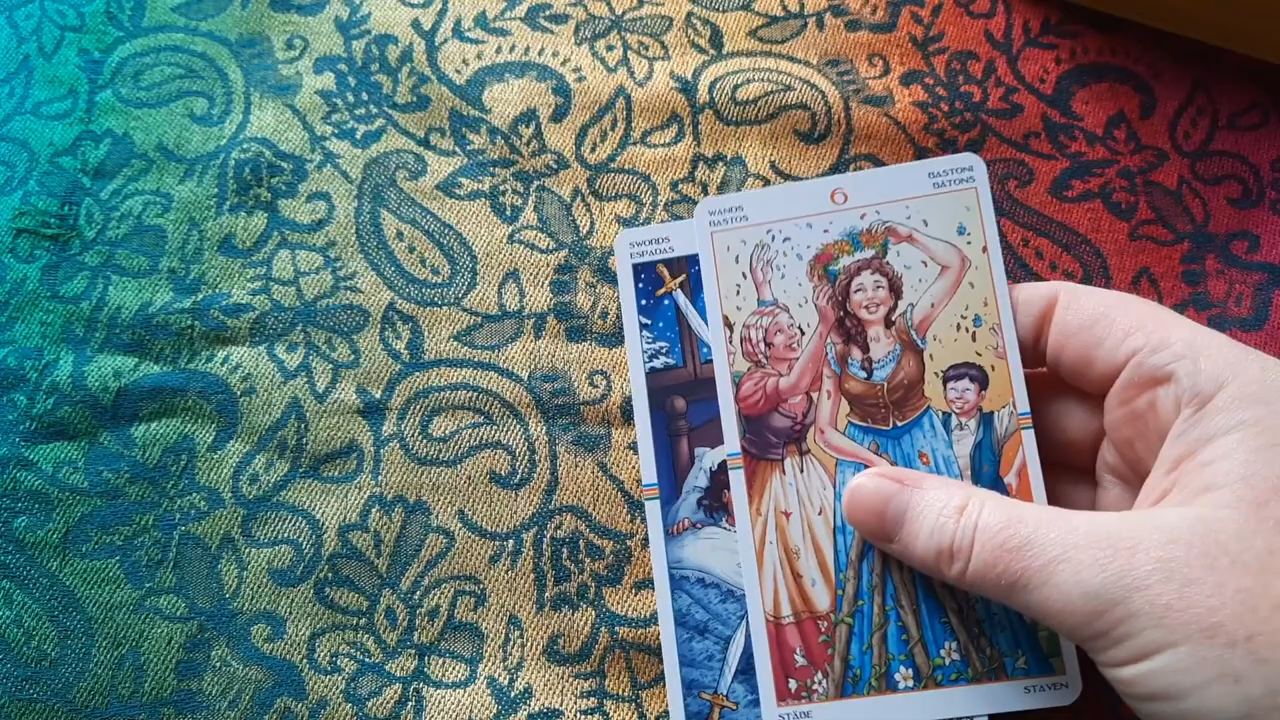 SWORDS
ESPADAS
WANDS
BASTOS
6
BASTONI
BÂTONS
STÄBE
STAVEN